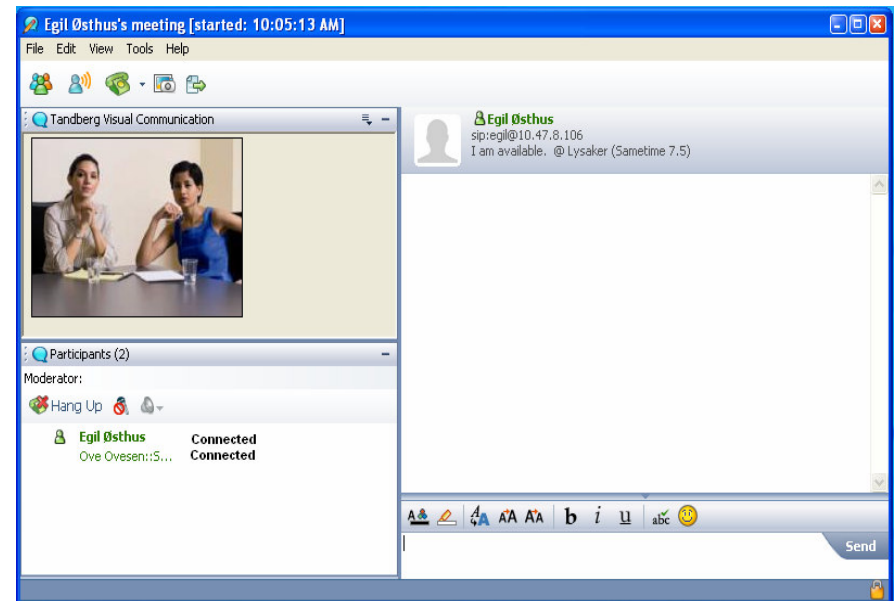 Egil Østhus's meeting [started: 10:05:13 AM]
File Edit View Tools Help
Tandberg Visual Communication
Participants (2)
Moderator:
Hang Up
Egil Østhus Connected
Ove Ovesen::S... Connected
Egil Østhus
sip:egil@10.47.8.106
I am available. @ Lysaker (Sametime 7.5)
A A A A A A A b i u abc
Send